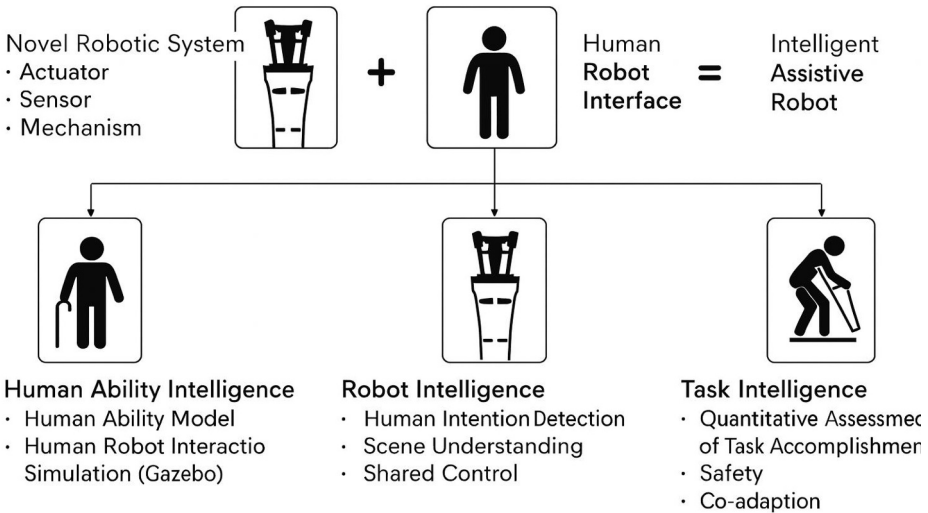 Novel Robotic System
· Actuator
· Sensor
· Mechanism
+
Human
Robot
Interface
=
Intelligent
Assistive
Robot
Human Ability Intelligence
· Human Ability Model
· Human Robot Interactio
Simulation (Gazebo)
Robot Intelligence
· Human Intention Detection
· Scene Understanding
· Shared Control
Task Intelligence
· Quantitative Assessmec
of Task Accomplishmen
· Safety
· Co-adaption